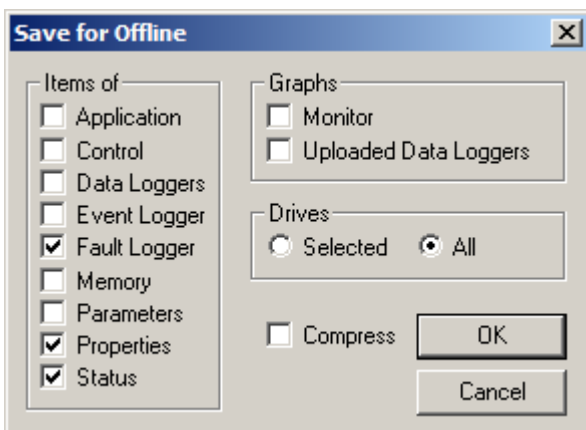 Save for Offline
Items of
Application
Control
Data Loggers
Event Logger
Fault Logger
Memory
Parameters
Properties
Status
Graphs
Monitor
Uploaded Data Loggers
Drives
Selected All
Compress OK
Cancel